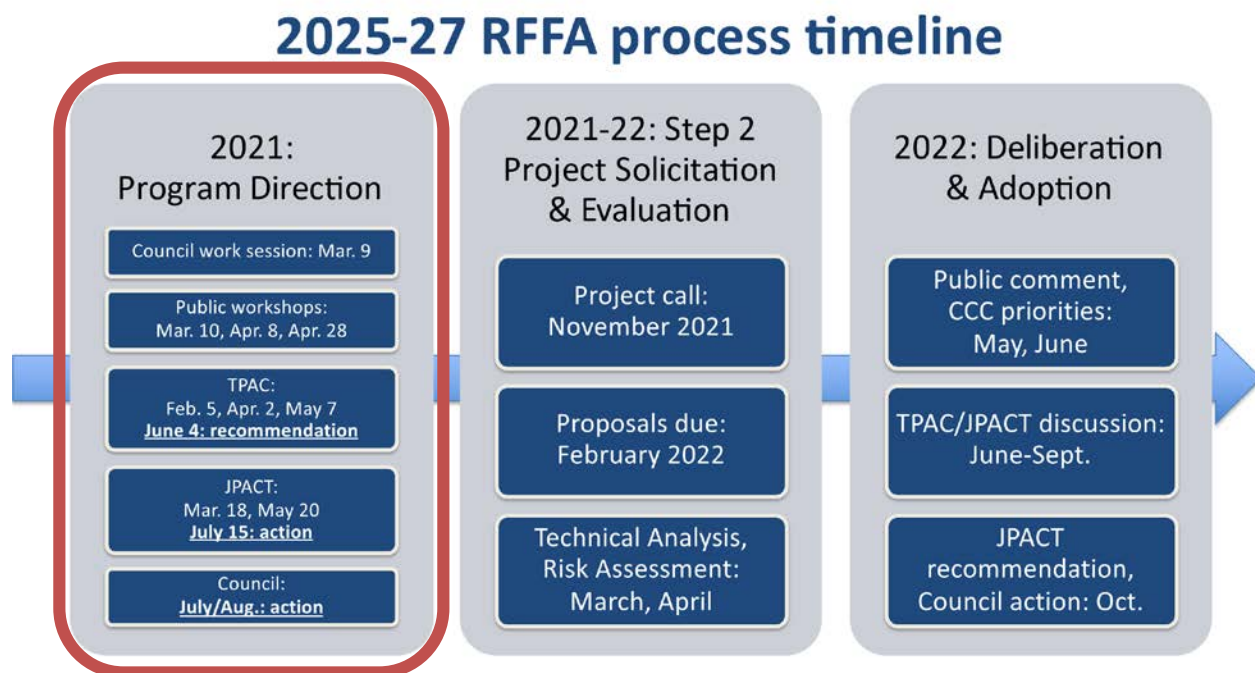 2025-27 RFFA process timeline
2021:
Program Direction
Council work session: Mar. 9
Public workshops:
Mar. 10, Apr. 8, Apr. 28
TPAC:
Feb. 5, Apr. 2, May 7
June 4: recommendation
JPACT:
Mar. 18, May 20
July 15: action
Council:
July/Aug.: action
2021-22: Step 2
Project Solicitation
& Evaluation
Project call:
November 2021
Proposals due:
February 2022
Technical Analysis,
Risk Assessment:
March, April
2022: Deliberation
& Adoption
Public comment,
CCC priorities:
May, June
TPAC/JPACT discussion:
June-Sept.
JPACT
recommendation,
Council action: Oct.